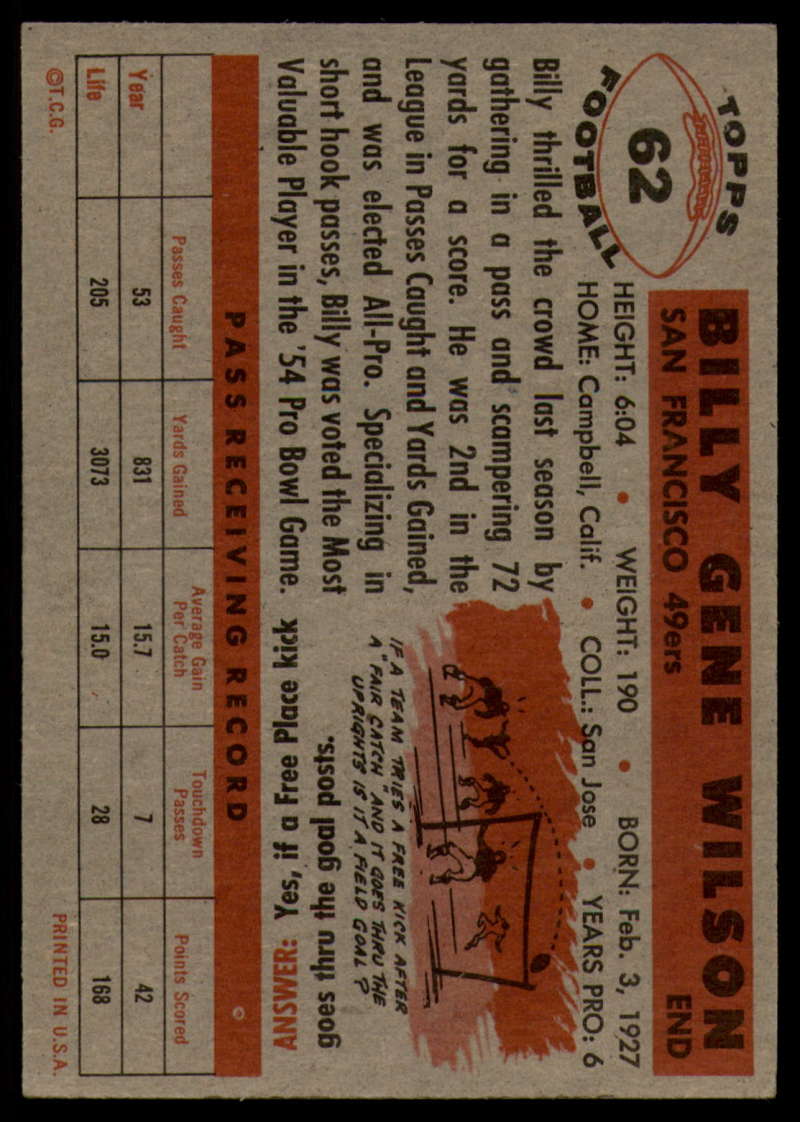 TOPPS
62
FOOTBALL
BILLY GENE WILSON
SAN FRANCISCO 49ers END
HEIGHT: 6:04 • WEIGHT: 190 • BORN: Feb. 3, 1927
HOME: Campbell, Calif. • COLL.: San Jose • YEARS PRO: 6
Billy thrilled the crowd last season by
gathering in a pass and scampering 72
yards for a score. He was 2nd in the
League in Passes Caught and Yards Gained,
and was elected All-Pro. Specializing in
short hook passes, Billy was voted the Most
Valuable Player in the '54 Pro Bowl Game.
IF A TEAM TRIES A FREE KICK AFTER
A "FAIR CATCH" AND IT GOES THRU THE
UPRIGHTS IS IT A FIELD GOAL?
ANSWER: Yes, if a Free Place kick
goes thru the goal posts.
PASS RECEIVING RECORD
Passes Caught Yards Gained Average Gain Per Catch Touchdown Passes Points Scored
Year 53 831 15.7 7 42
Life 205 3073 15.0 28 168
©T.C.G. PRINTED IN U.S.A.